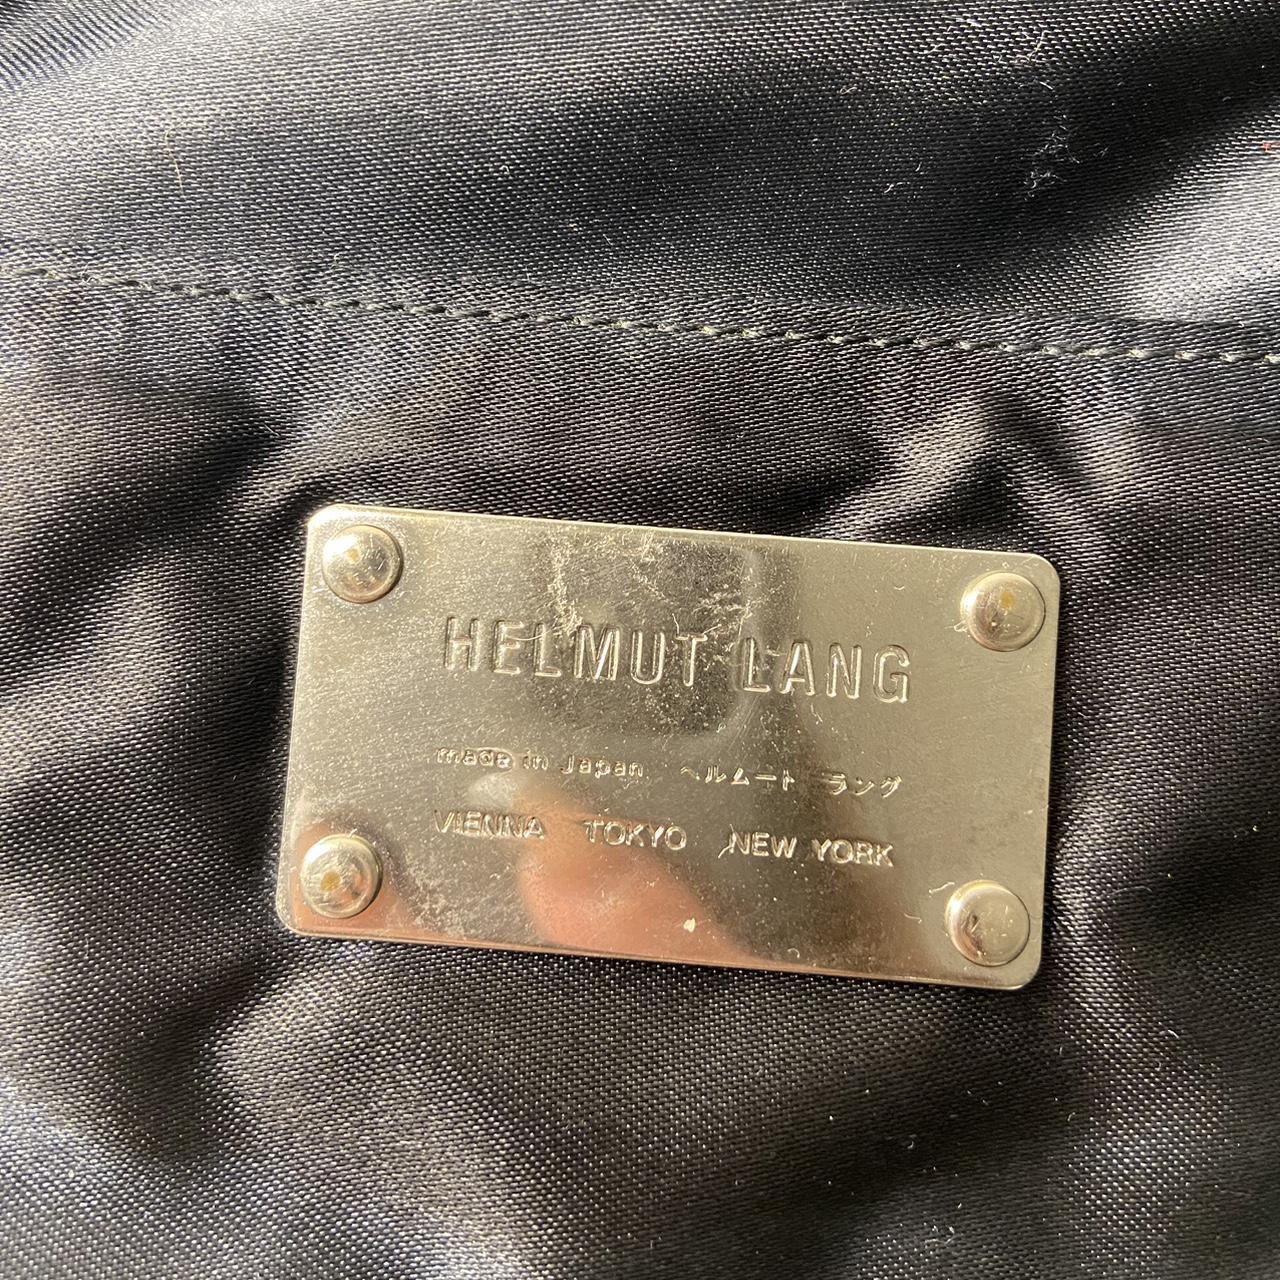 HELMUT LANG
made in Japan ヘルムート ラング
VIENNA TOKYO NEW YORK